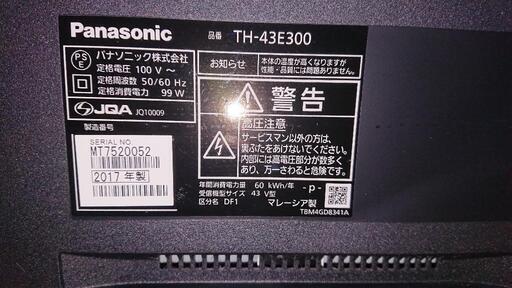 Panasonic
品番 TH-43E300
PS
E
パナソニック株式会社
定格電圧 100 V ～
定格周波数 50/60 Hz
定格消費電力 99 W
JQA JQ10009
製造番号
SERIAL NO.
MT7520052
2017 年製
お知らせ
本体の温度が高くなりますが
性能・品質には問題ありません。
警告
高圧注意
サービスマン以外の方は、
裏ぶたをあけないでください。
内部には高電圧部分が数多く
あり、万一さわると危険です。
年間消費電力量 60 kWh/年
受信機型サイズ 43 V型
区分名 DF1
-p-
マレーシア製
TBM4GD8341A